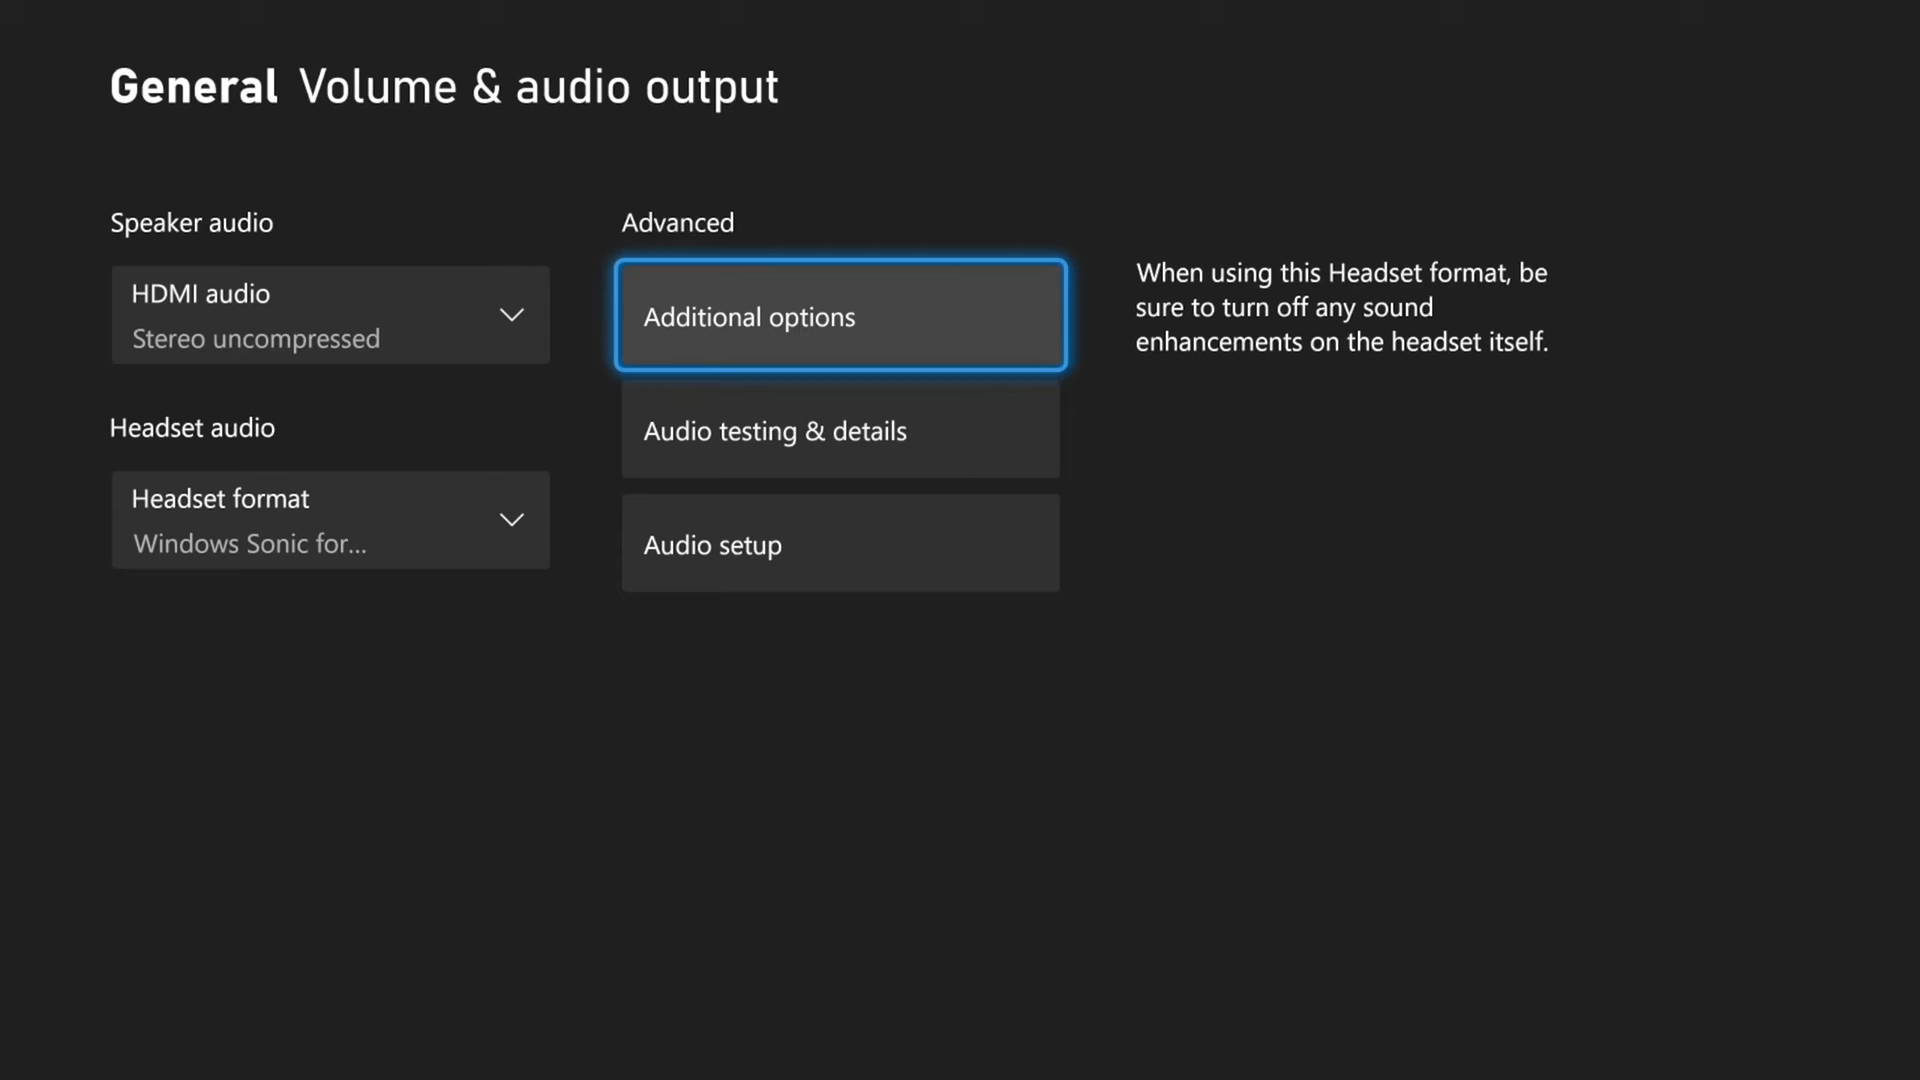 General Volume & audio output
Speaker audio
HDMI audio
Stereo uncompressed
Headset audio
Headset format
Windows Sonic for...
Advanced
Additional options
Audio testing & details
Audio setup
When using this Headset format, be
sure to turn off any sound
enhancements on the headset itself.